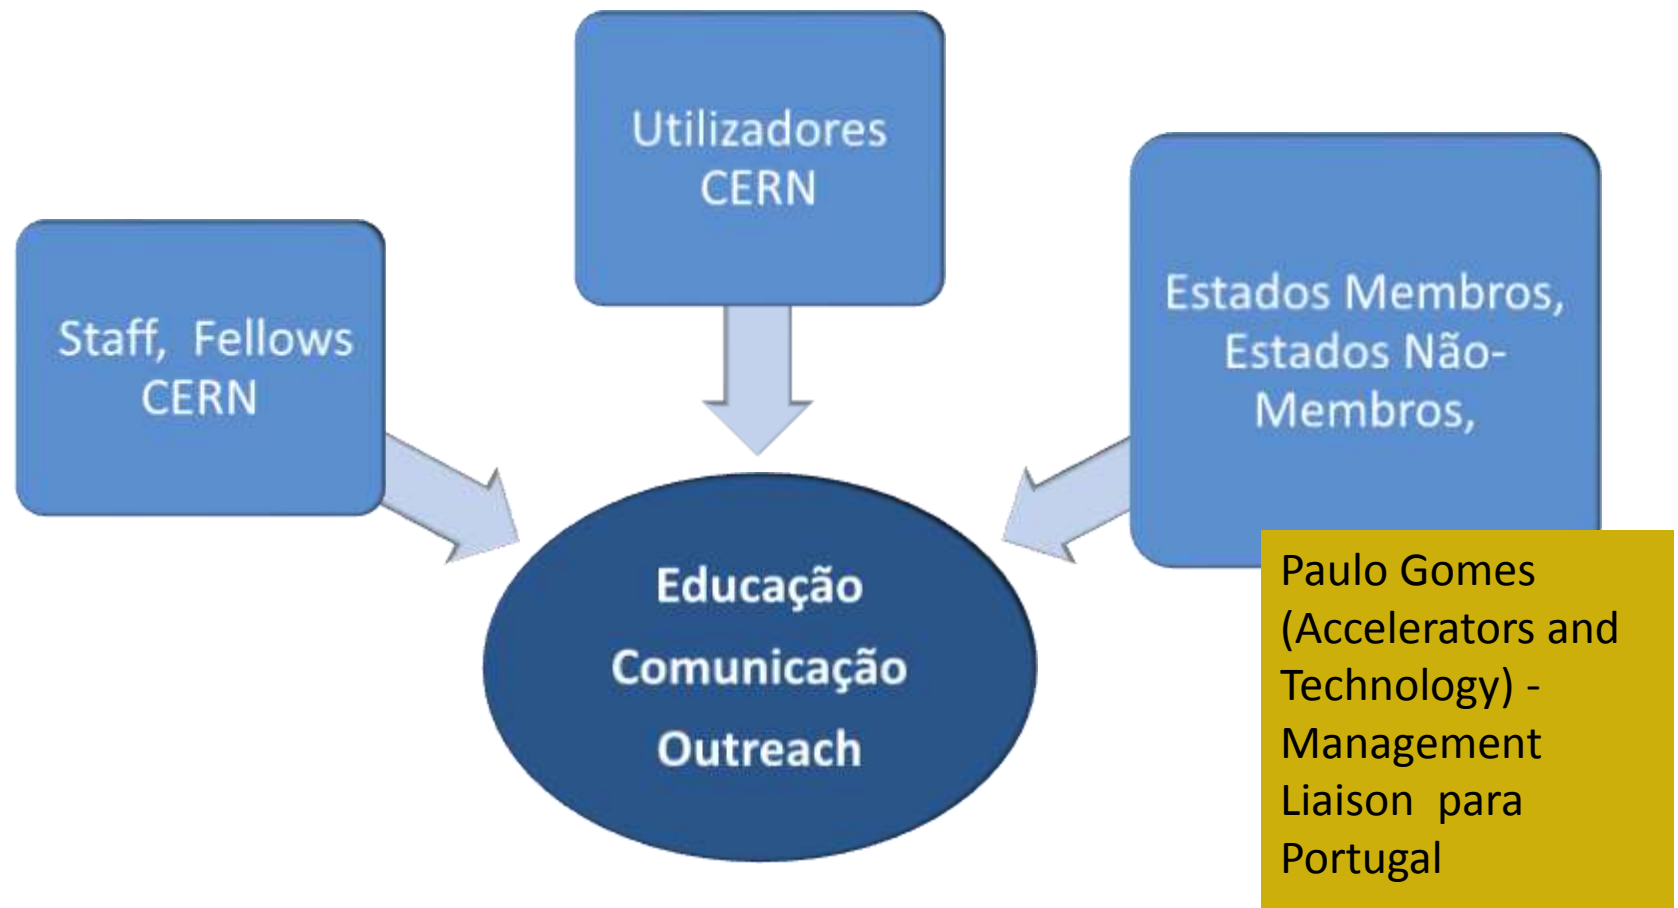 Utilizadores
CERN
Staff, Fellows
CERN
Estados Membros,
Estados Não-
Membros,
Educação
Comunicação
Outreach
Paulo Gomes
(Accelerators and
Technology) -
Management
Liaison para
Portugal